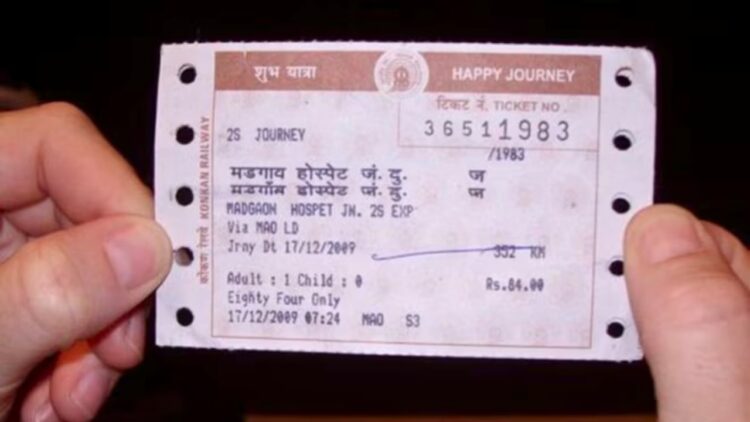 शुभ यात्रा HAPPY JOURNEY
टिकट नं. TICKET NO
36511983
2S JOURNEY
/1983
मडगाव होस्पेट जं. दु. ज
मडगाँव होस्पेट जं. दु. ज
MADGAON HOSPET JN. 2S EXP
Via MAO LD
Jrny Dt 17/12/2009 352 KM
Adult : 1 Child : 0 Rs.84.00
Eighty Four Only
17/12/2009 07:24 MAO S3
कोंकण रेलवे KONKAN RAILWAY